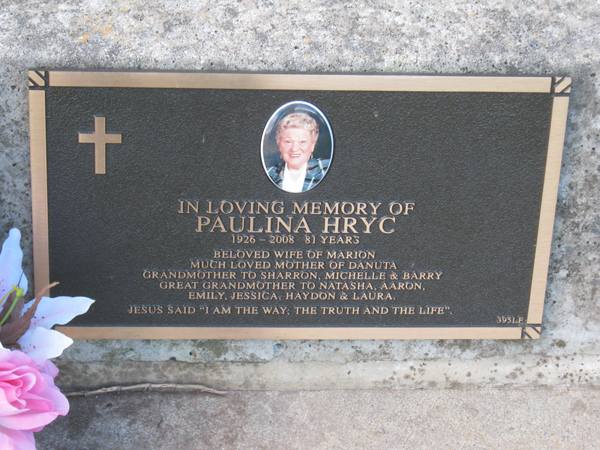 IN LOVING MEMORY OF
PAULINA HRYC
1926 - 2008 81 YEARS
BELOVED WIFE OF MARION
MUCH LOVED MOTHER OF DANUTA
GRANDMOTHER TO SHARRON, MICHELLE & BARRY
GREAT GRANDMOTHER TO NATASHA, AARON,
EMILY, JESSICA, HAYDON & LAURA.
JESUS SAID "I AM THE WAY; THE TRUTH AND THE LIFE".